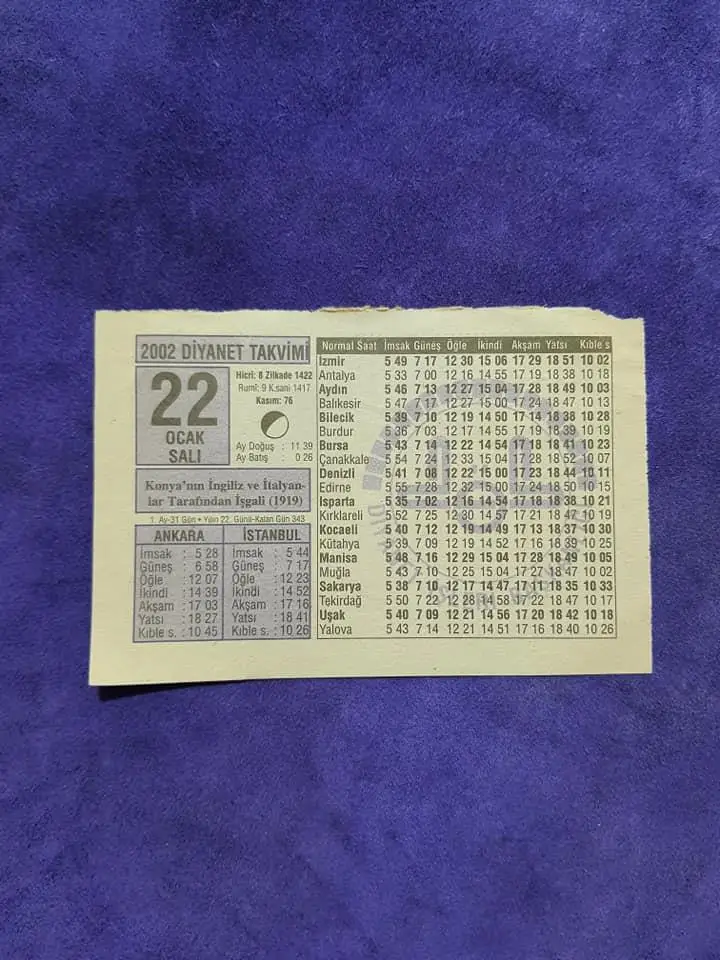 2002 DİYANET TAKVİMİ
22
OCAK
SALI
Hicri: 8 Zilkade 1422
Rumî: 9 K.sani 1417
Kasım: 76
Ay Doğuş : 11 39
Ay Batış : 0 26
Konya'nın İngiliz ve İtalyan-
lar Tarafından İşgali (1919)
1. Ay-31 Gün • Yılın 22. Günü-Kalan Gün 343
ANKARA
İmsak : 5 28
Güneş : 6 58
Öğle : 12 07
İkindi : 14 39
Akşam : 17 03
Yatsı : 18 27
Kıble s. : 10 45
İSTANBUL
İmsak : 5 44
Güneş : 7 17
Öğle : 12 23
İkindi : 14 52
Akşam : 17 16
Yatsı : 18 41
Kıble s. : 10 26
Normal Saat İmsak Güneş Öğle İkindi Akşam Yatsı Kıble s
İzmir 5 49 7 17 12 30 15 06 17 29 18 51 10 02
Antalya 5 33 7 00 12 16 14 55 17 19 18 38 10 18
Aydın 5 46 7 13 12 27 15 04 17 28 18 49 10 03
Balıkesir 5 47 7 17 12 27 15 00 17 24 18 47 10 13
Bilecik 5 39 7 10 12 19 14 50 17 14 18 38 10 28
Burdur 5 36 7 03 12 17 14 55 17 19 18 39 10 19
Bursa 5 43 7 14 12 22 14 54 17 18 18 41 10 23
Çanakkale 5 54 7 24 12 33 15 04 17 28 18 52 10 07
Denizli 5 41 7 08 12 22 15 00 17 23 18 44 10 11
Edirne 5 55 7 28 12 32 15 00 17 24 18 50 10 15
Isparta 5 35 7 02 12 16 14 54 17 18 18 38 10 21
Kırklareli 5 52 7 25 12 30 14 57 17 21 18 47 10 19
Kocaeli 5 40 7 12 12 19 14 49 17 13 18 37 10 30
Kütahya 5 39 7 09 12 19 14 52 17 16 18 39 10 25
Manisa 5 48 7 16 12 29 15 04 17 28 18 49 10 05
Muğla 5 43 7 12 25 15 04 17 27 18 47 10 02
Sakarya 5 38 7 10 12 17 14 47 17 11 18 35 10 33
Tekirdağ 5 50 7 22 12 28 14 58 17 22 18 47 10 17
Uşak 5 40 7 09 12 21 14 56 17 20 18 42 10 18
Yalova 5 43 7 14 12 21 14 51 17 16 18 40 10 26